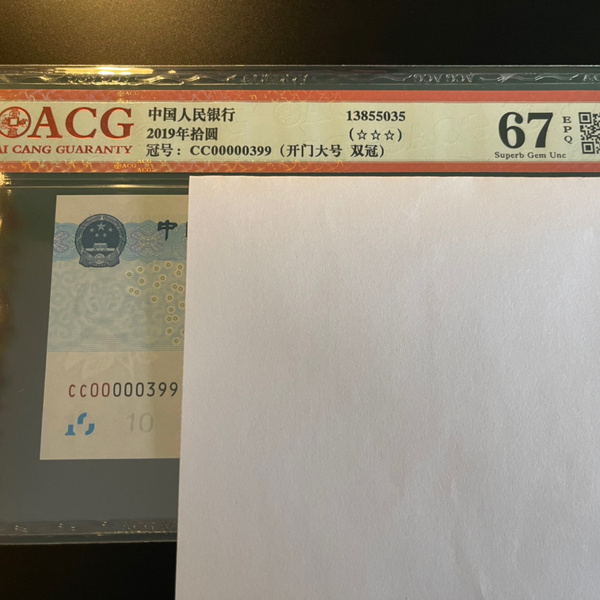 ACG
AI CANG GUARANTY
中国人民银行
2019年拾圆
冠号: CC00000399 (开门大号 双冠)
13855035
(☆☆☆)
67
EPQ
Superb Gem Unc
ACG
中
CC00000399
10